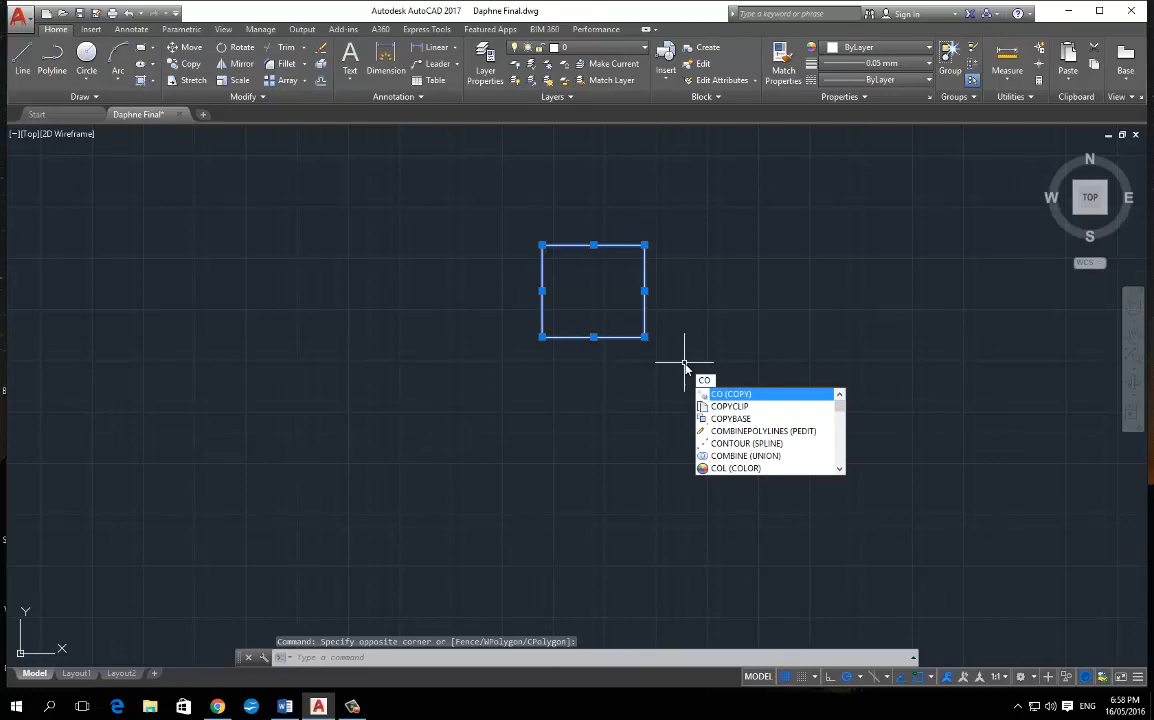 Autodesk AutoCAD 2017 Daphne Final.dwg
Type a keyword or phrase
Sign In
Home Insert Annotate Parametric View Manage Output Add-ins A360 Express Tools Featured Apps BIM 360 Performance
Line
Polyline
Circle
Arc
Move
Rotate
Trim
Copy
Mirror
Fillet
Stretch
Scale
Array
Text
Dimension
Linear
Leader
Table
Layer
Properties
0
Make Current
Match Layer
Insert
Create
Edit
Edit Attributes
Match
Properties
ByLayer
0.05 mm
ByLayer
Group
Measure
Paste
Base
Draw
Modify
Annotation
Layers
Block
Properties
Groups
Utilities
Clipboard
View
Start
Daphne Final*
[−][Top][2D Wireframe]
N
W TOP E
S
WCS
CO
CO (COPY)
COPYCLIP
COPYBASE
COMBINEPOLYLINES (PEDIT)
CONTOUR (SPLINE)
COMBINE (UNION)
COL (COLOR)
Y
X
Command: Specify opposite corner or [Fence/WPolygon/CPolygon]:
Type a command
Model Layout1 Layout2
MODEL
1:1
ENG
6:58 PM
16/05/2016